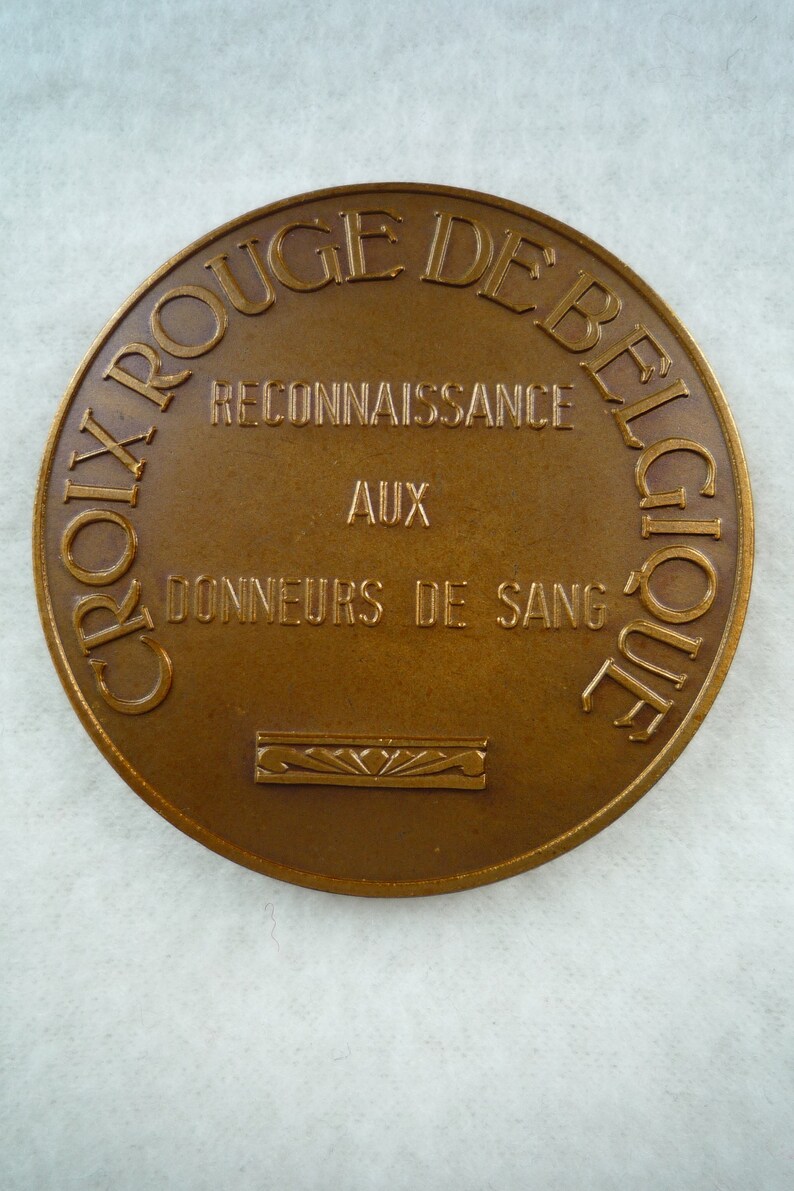 CROIX ROUGE DE BELGIQUE
RECONNAISSANCE
AUX
DONNEURS DE SANG